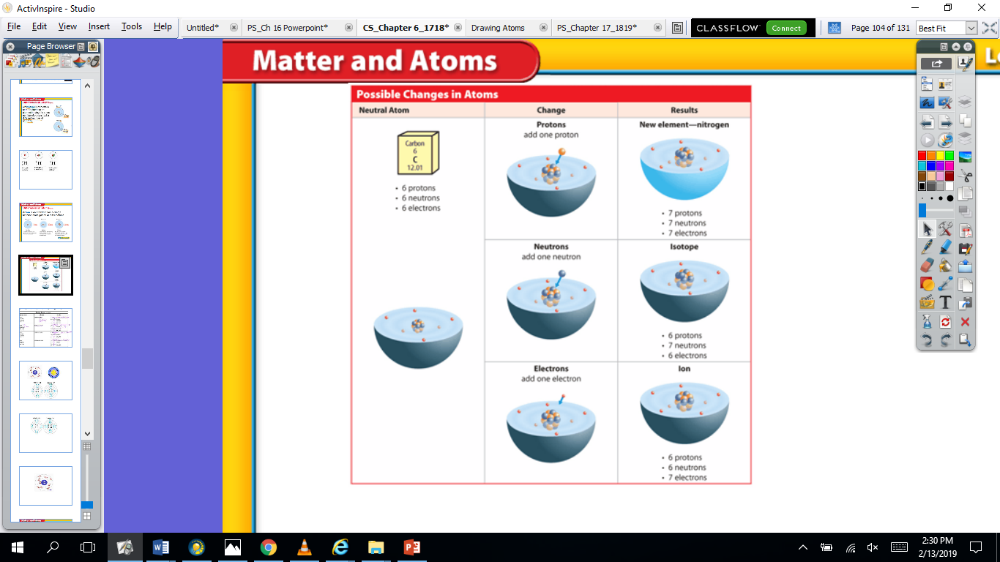 ActivInspire - Studio
File Edit View Insert Tools Help
Untitled*
PS_Ch 16 Powerpoint*
CS_Chapter 6_1718*
Drawing Atoms
PS_Chapter 17_1819*
CLASSFLOW Connect
Page 104 of 131
Best Fit
Page Browser
Matter and Atoms
Possible Changes in Atoms
Neutral Atom Change Results
Carbon
6
C
12.01
• 6 protons
• 6 neutrons
• 6 electrons
Protons
add one proton
New element—nitrogen
• 7 protons
• 7 neutrons
• 7 electrons
Neutrons
add one neutron
Isotope
• 6 protons
• 7 neutrons
• 6 electrons
Electrons
add one electron
Ion
• 6 protons
• 6 neutrons
• 7 electrons
2:30 PM
2/13/2019